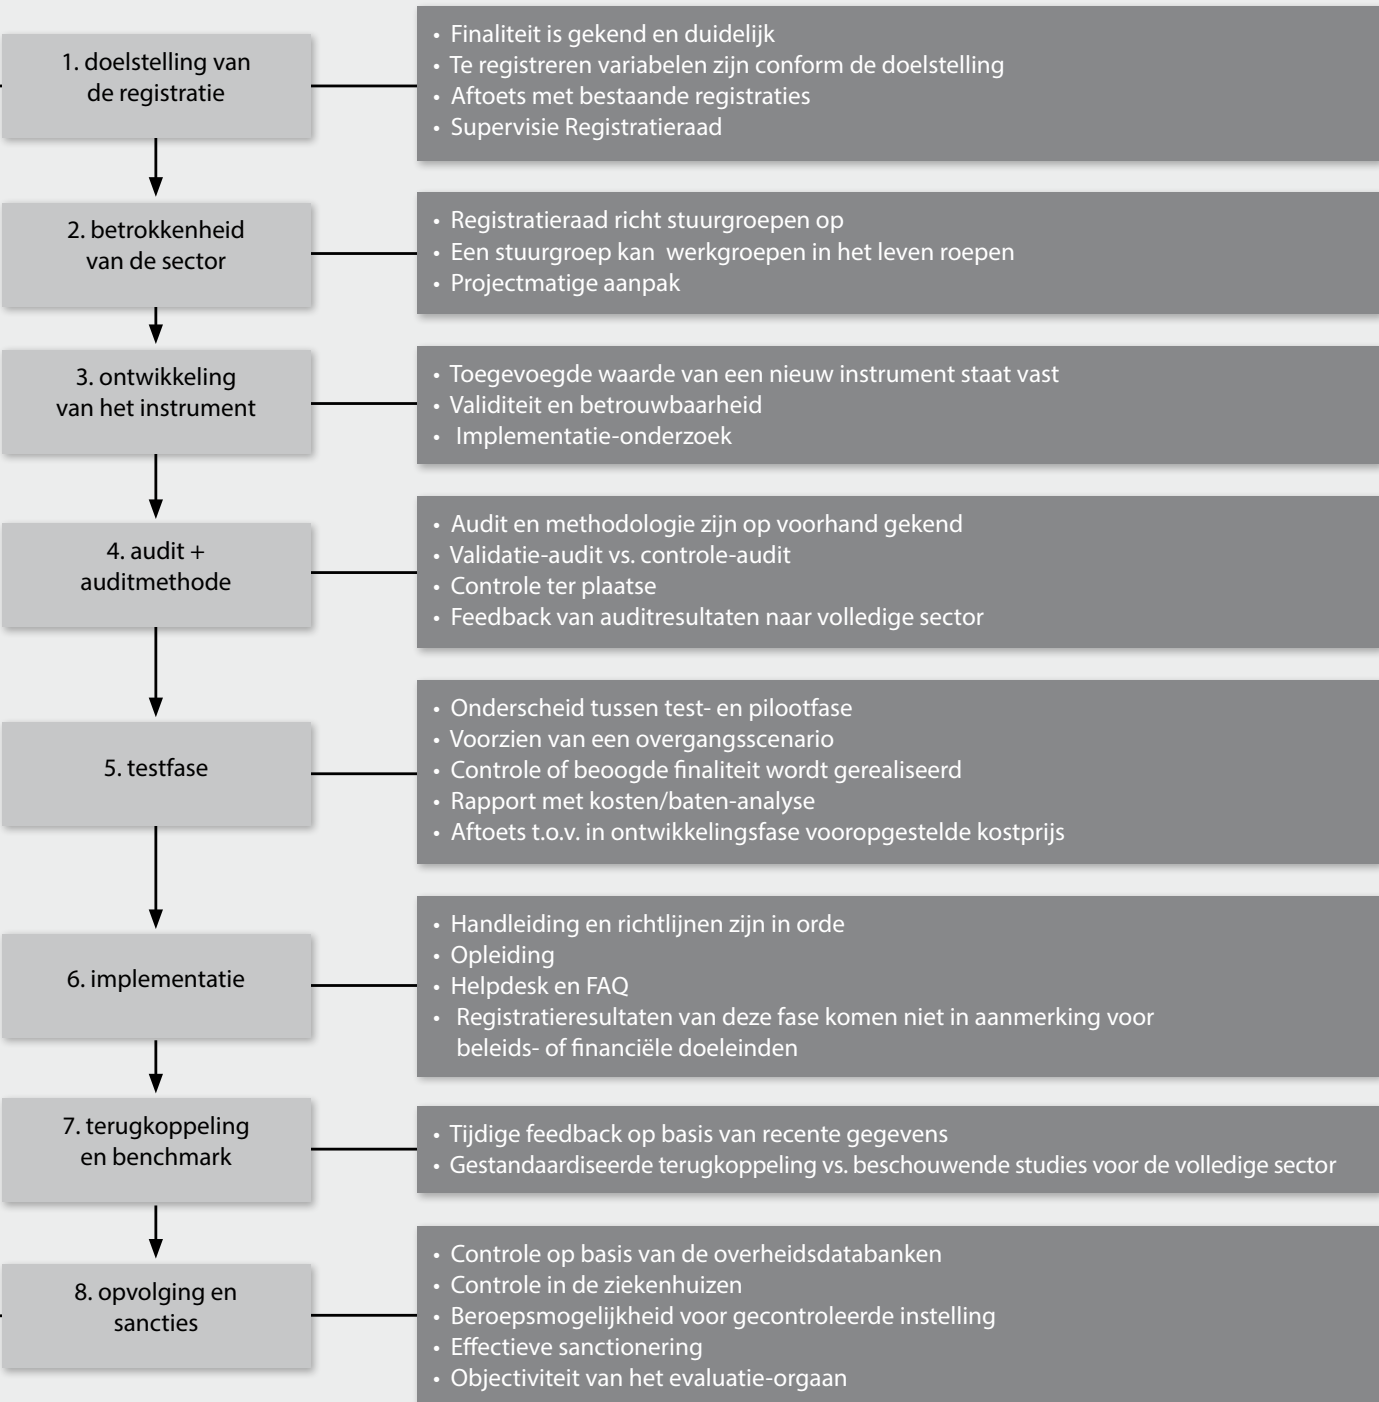 1. doelstelling van
de registratie
• Finaliteit is gekend en duidelijk
• Te registreren variabelen zijn conform de doelstelling
• Aftoets met bestaande registraties
• Supervisie Registratieraad
2. betrokkenheid
van de sector
• Registratieraad richt stuurgroepen op
• Een stuurgroep kan werkgroepen in het leven roepen
• Projectmatige aanpak
3. ontwikkeling
van het instrument
• Toegevoegde waarde van een nieuw instrument staat vast
• Validiteit en betrouwbaarheid
• Implementatie-onderzoek
4. audit +
auditmethode
• Audit en methodologie zijn op voorhand gekend
• Validatie-audit vs. controle-audit
• Controle ter plaatse
• Feedback van auditresultaten naar volledige sector
5. testfase
• Onderscheid tussen test- en pilootfase
• Voorzien van een overgangsscenario
• Controle of beoogde finaliteit wordt gerealiseerd
• Rapport met kosten/baten-analyse
• Aftoets t.o.v. in ontwikkelingsfase vooropgestelde kostprijs
6. implementatie
• Handleiding en richtlijnen zijn in orde
• Opleiding
• Helpdesk en FAQ
• Registratieresultaten van deze fase komen niet in aanmerking voor
beleids- of financiële doeleinden
7. terugkoppeling
en benchmark
• Tijdige feedback op basis van recente gegevens
• Gestandaardiseerde terugkoppeling vs. beschouwende studies voor de volledige sector
8. opvolging en
sancties
• Controle op basis van de overheidsdatabanken
• Controle in de ziekenhuizen
• Beroepsmogelijkheid voor gecontroleerde instelling
• Effectieve sanctionering
• Objectiviteit van het evaluatie-orgaan